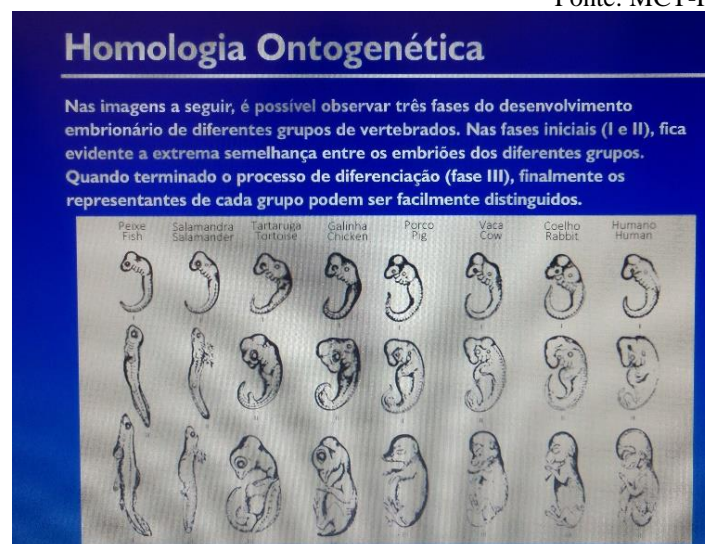 Fonte: MCT-
Homologia Ontogenética
Nas imagens a seguir, é possível observar três fases do desenvolvimento
embrionário de diferentes grupos de vertebrados. Nas fases iniciais (I e II), fica
evidente a extrema semelhança entre os embriões dos diferentes grupos.
Quando terminado o processo de diferenciação (fase III), finalmente os
representantes de cada grupo podem ser facilmente distinguidos.
Peixe Salamandra Tartaruga Galinha Porco Vaca Coelho Humano
Fish Salamander Tortoise Chicken Pig Cow Rabbit Human